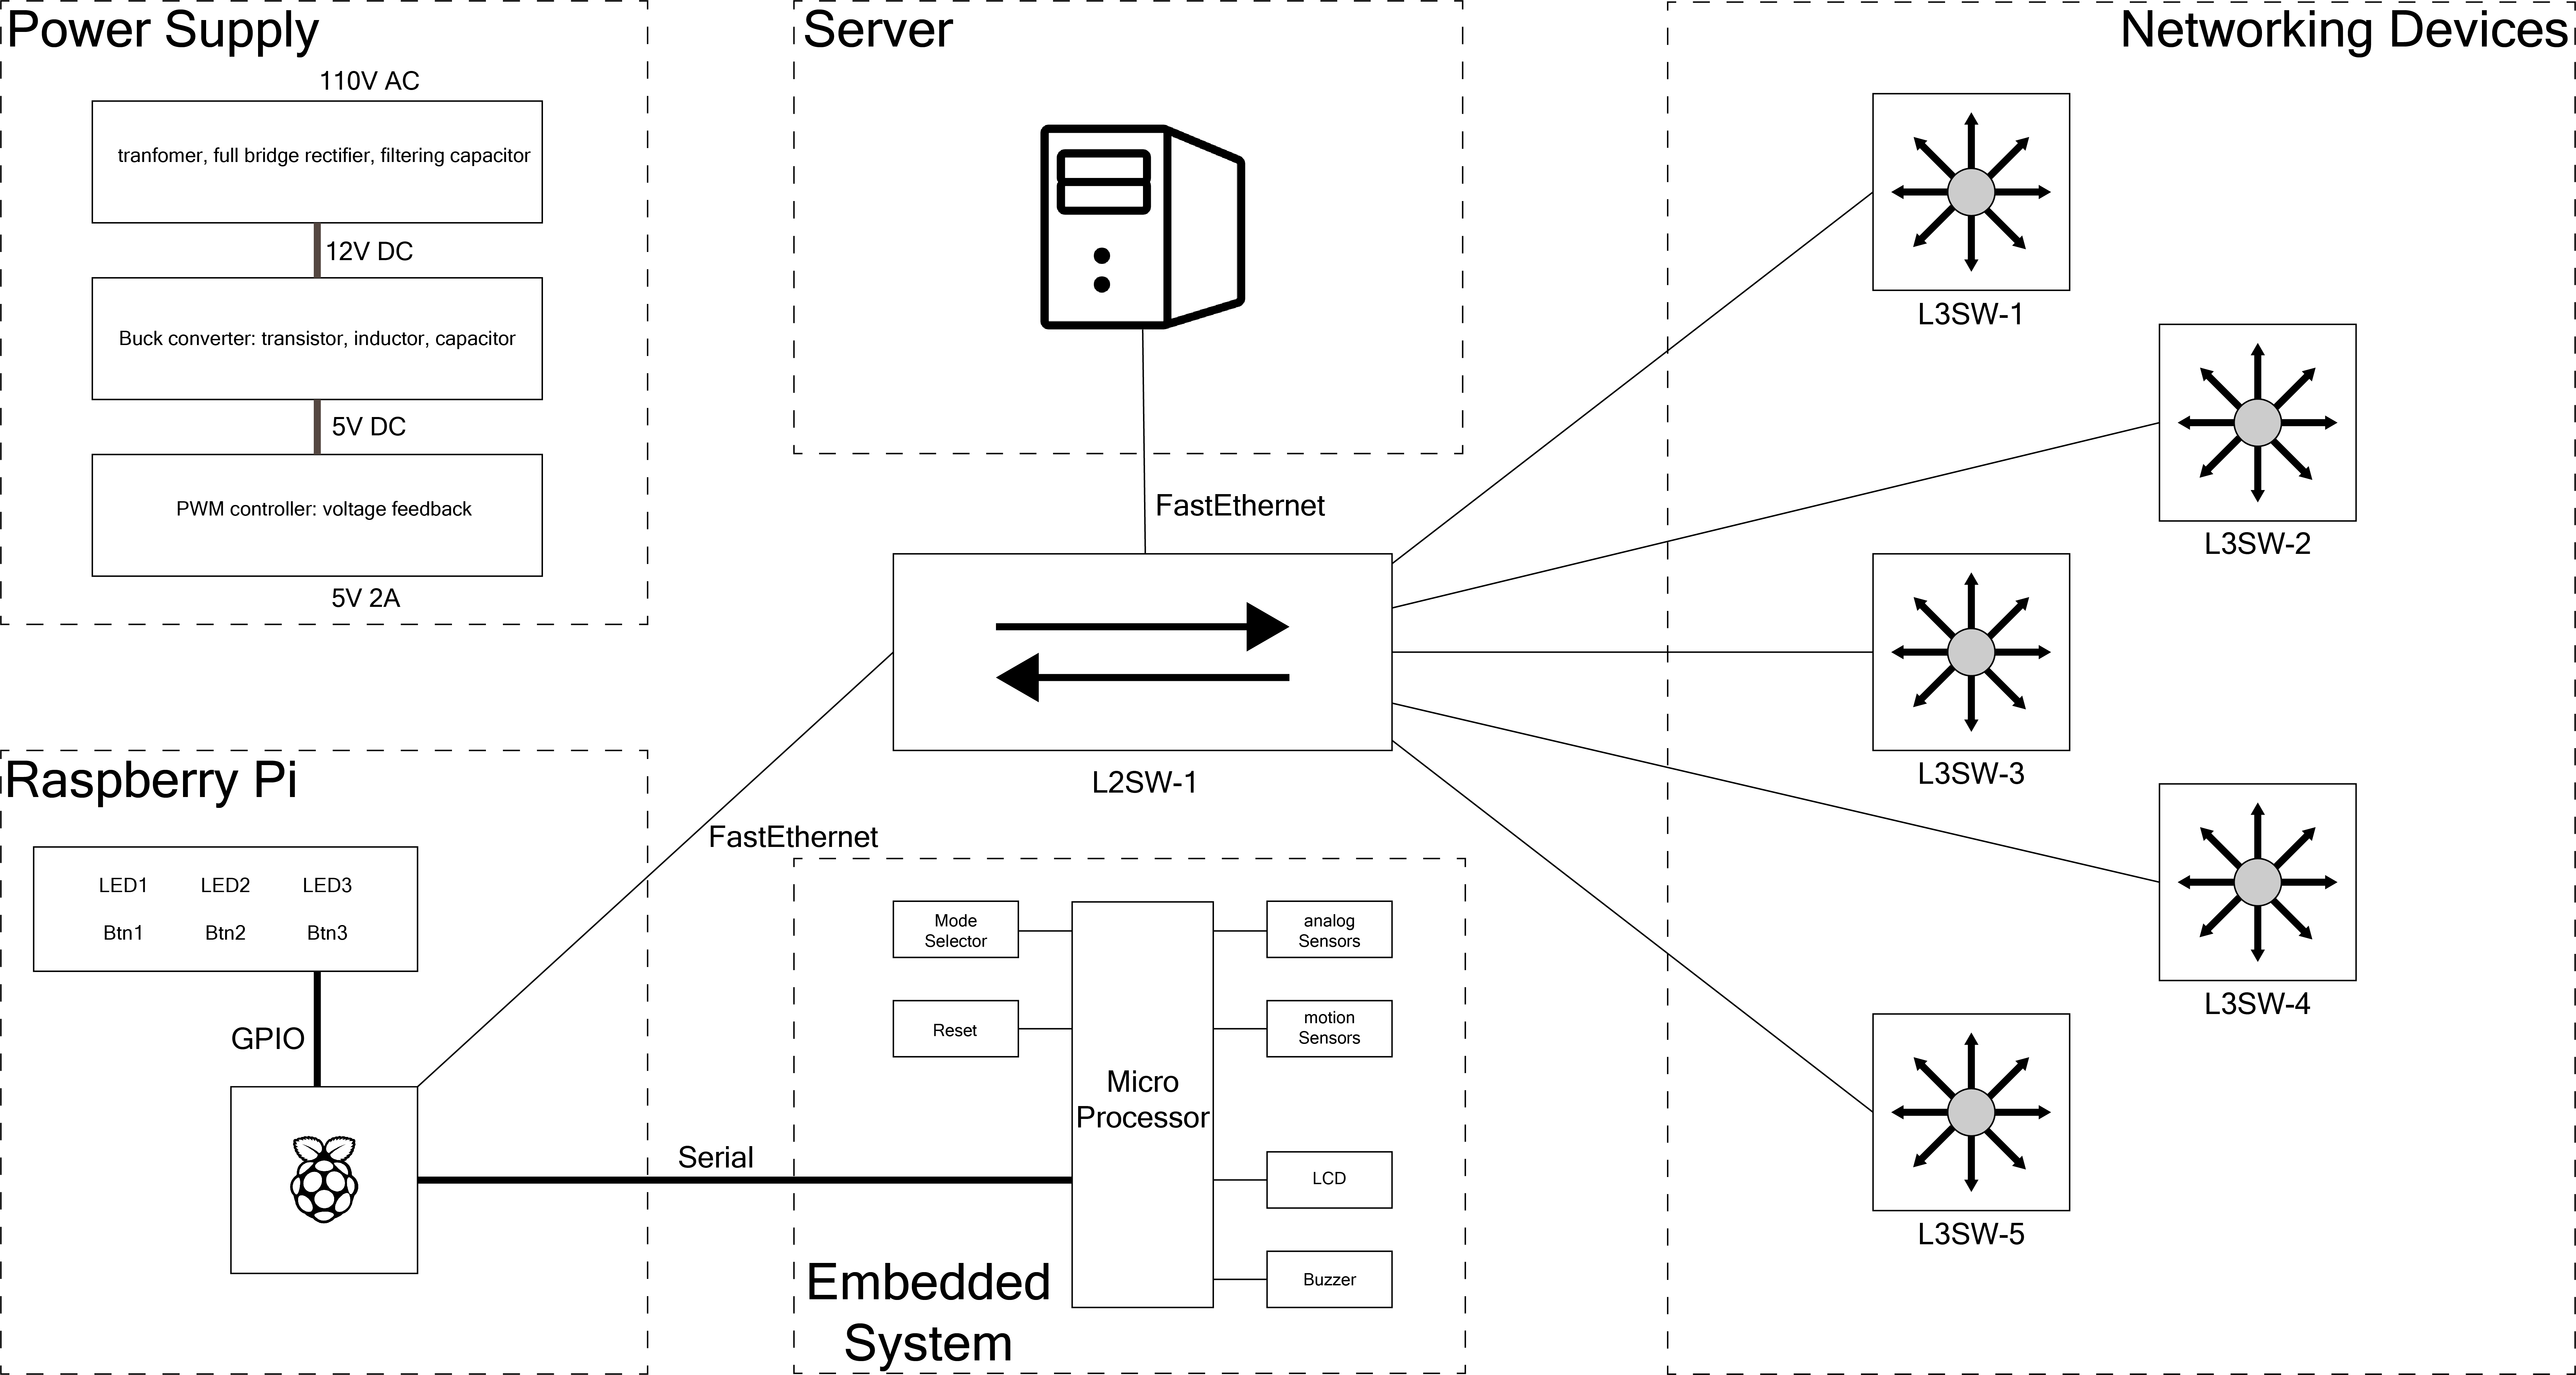 Power Supply
110V AC
tranfomer, full bridge rectifier, filtering capacitor
12V DC
Buck converter: transistor, inductor, capacitor
5V DC
PWM controller: voltage feedback
5V 2A
Server
FastEthernet
L2SW-1
Networking Devices
L3SW-1
L3SW-2
L3SW-3
L3SW-4
L3SW-5
Raspberry Pi
LED1 LED2 LED3
Btn1 Btn2 Btn3
GPIO
FastEthernet
Serial
Mode
Selector
Reset
Micro
Processor
analog
Sensors
motion
Sensors
LCD
Buzzer
Embedded
System